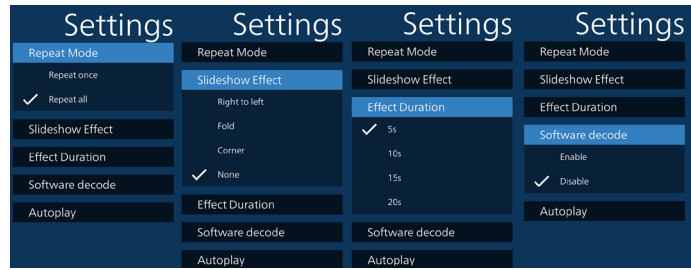 Settings
Repeat Mode
Repeat once
Repeat all
Slideshow Effect
Effect Duration
Software decode
Autoplay
Settings
Repeat Mode
Slideshow Effect
Right to left
Fold
Corner
None
Effect Duration
Software decode
Autoplay
Settings
Repeat Mode
Slideshow Effect
Effect Duration
5s
10s
15s
20s
Software decode
Autoplay
Settings
Repeat Mode
Slideshow Effect
Effect Duration
Software decode
Enable
Disable
Autoplay